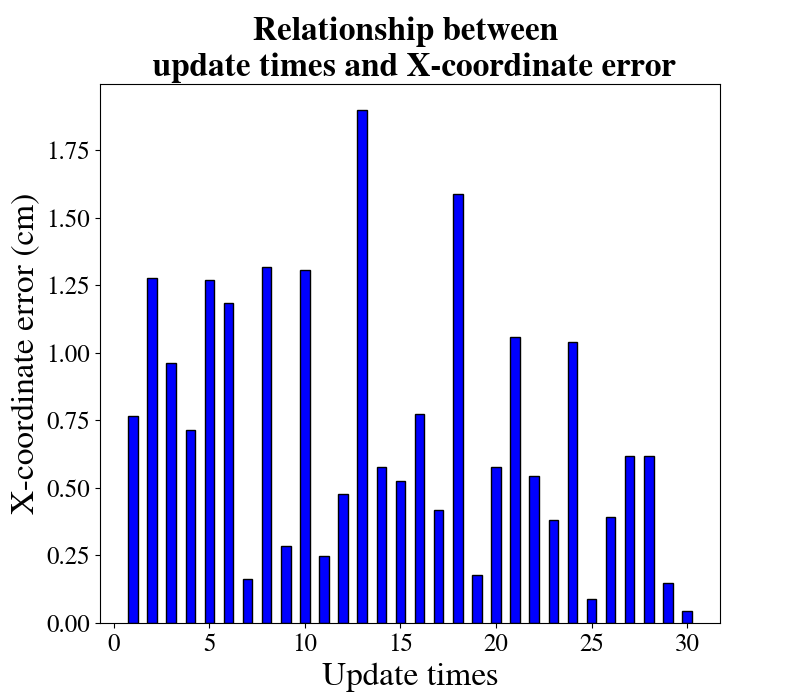 Relationship between
update times and X-coordinate error
X-coordinate error (cm)
1.75
1.50
1.25
1.00
0.75
0.50
0.25
0.00
0 5 10 15 20 25 30
Update times